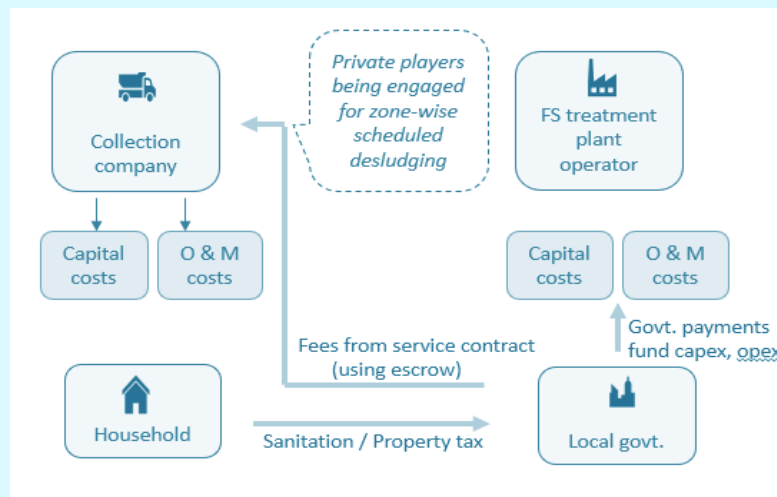 Private players
being engaged
for zone-wise
scheduled
desludging
Collection
company
FS treatment
plant
operator
Capital
costs
O & M
costs
Capital
costs
O & M
costs
Govt. payments
fund capex, opex
Fees from service contract
(using escrow)
Household
Sanitation / Property tax
Local govt.